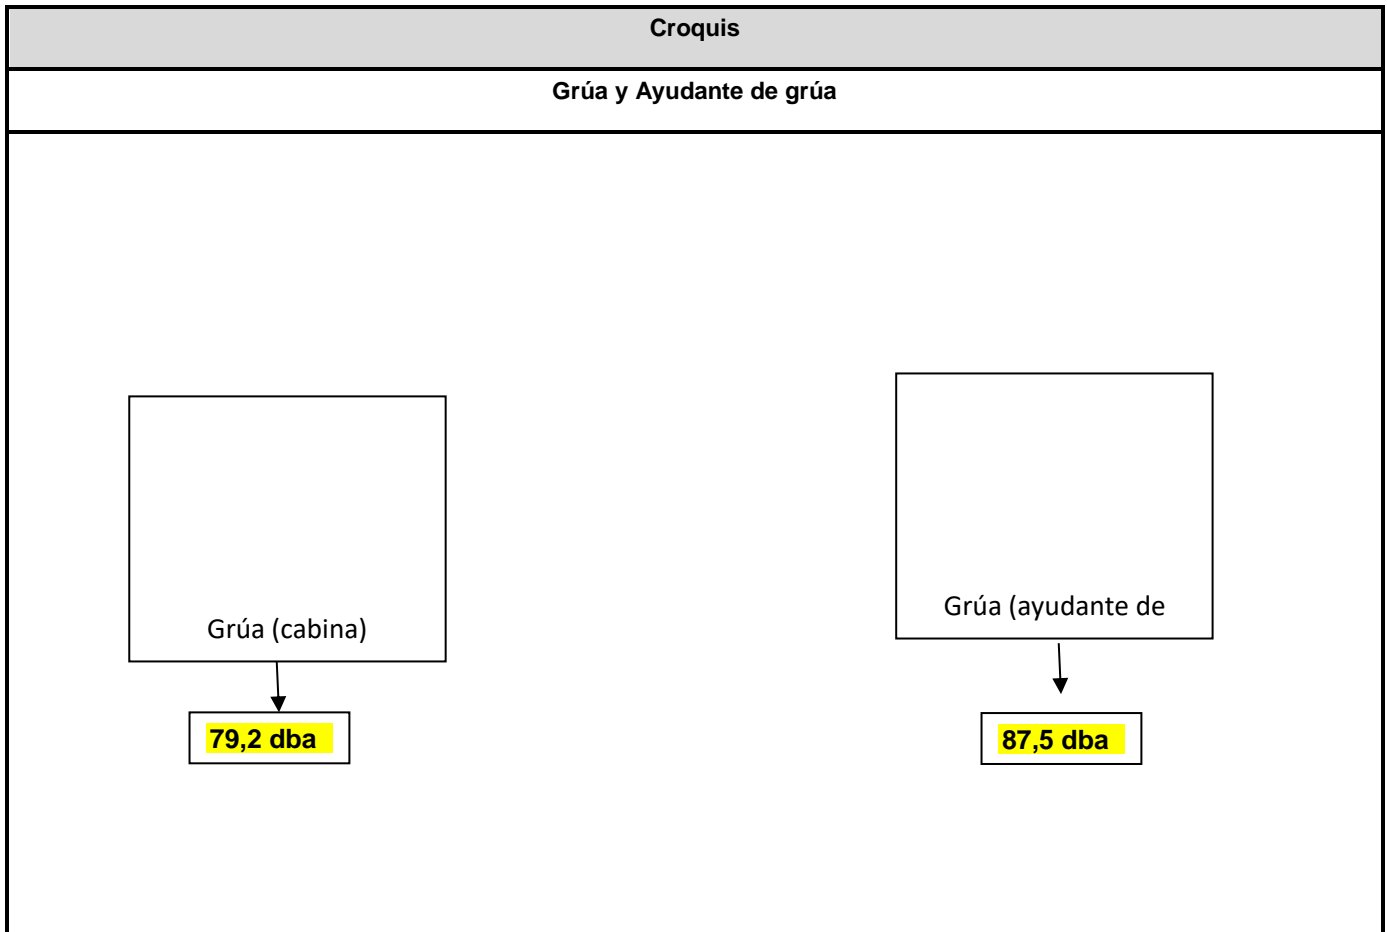 Croquis
Grúa y Ayudante de grúa
Grúa (cabina)
Grúa (ayudante de
79,2 dba
87,5 dba